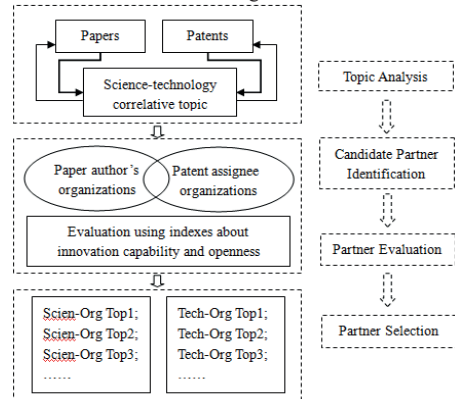 Papers
Patents
Science-technology
correlative topic
Paper author's
organizations
Patent assignee
organizations
Evaluation using indexes about
innovation capability and openness
Scien-Org Top1;
Scien-Org Top2;
Scien-Org Top3;
......
Tech-Org Top1;
Tech-Org Top2;
Tech-Org Top3;
......
Topic Analysis
Candidate Partner
Identification
Partner Evaluation
Partner Selection